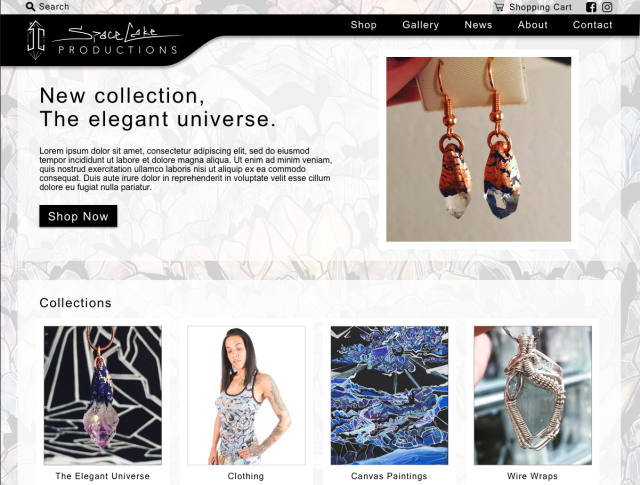 Search
Shopping Cart
Shop Gallery News About Contact
Space Cake
PRODUCTIONS
New collection,
The elegant universe.
Lorem ipsum dolor sit amet, consectetur adipiscing elit, sed do eiusmod
tempor incididunt ut labore et dolore magna aliqua. Ut enim ad minim veniam,
quis nostrud exercitation ullamco laboris nisi ut aliquip ex ea commodo
consequat. Duis aute irure dolor in reprehenderit in voluptate velit esse cillum
dolore eu fugiat nulla pariatur.
Shop Now
Collections
The Elegant Universe
Clothing
Canvas Paintings
Wire Wraps